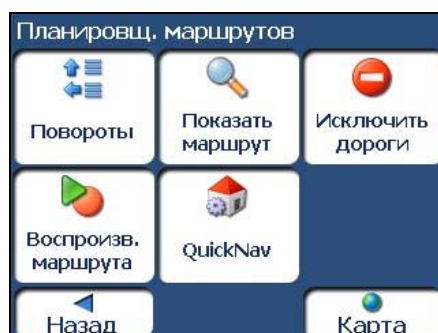 Планировщ. маршрутов
Повороты
Показать
маршрут
Исключить
дороги
Воспроизв.
маршрута
QuickNav
Назад
Карта